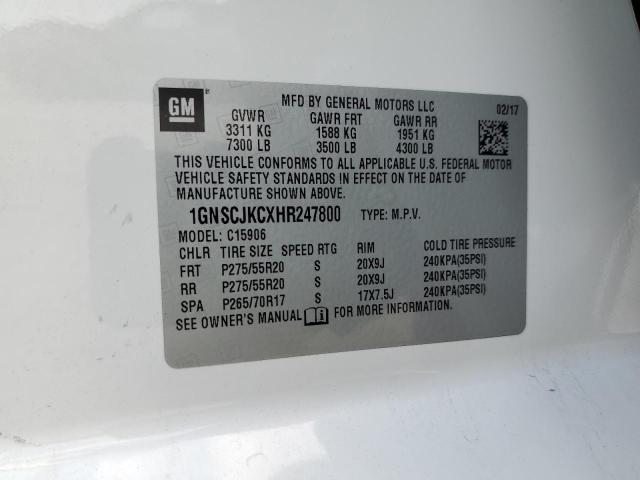 GM
MFD BY GENERAL MOTORS LLC 02/17
GVWR GAWR FRT GAWR RR
3311 KG 1588 KG 1951 KG
7300 LB 3500 LB 4300 LB
THIS VEHICLE CONFORMS TO ALL APPLICABLE U.S. FEDERAL MOTOR
VEHICLE SAFETY STANDARDS IN EFFECT ON THE DATE OF
MANUFACTURE SHOWN ABOVE.
1GNSCJKCXHR247800 TYPE: M.P.V.
MODEL: C15906
CHLR TIRE SIZE SPEED RTG RIM COLD TIRE PRESSURE
FRT P275/55R20 S 20X9J 240KPA(35PSI)
RR P275/55R20 S 20X9J 240KPA(35PSI)
SPA P265/70R17 S 17X7.5J 240KPA(35PSI)
SEE OWNER'S MANUAL FOR MORE INFORMATION.